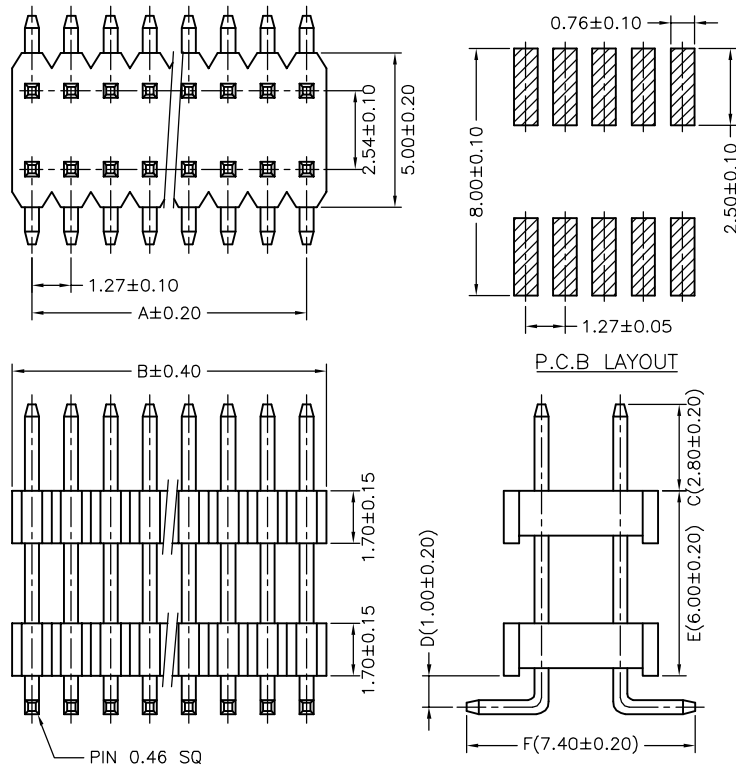 0.76±0.10
2.54±0.10
5.00±0.20
8.00±0.10
2.50±0.10
1.27±0.10
A±0.20
1.27±0.05
P.C.B LAYOUT
B±0.40
C(2.80±0.20)
1.70±0.15
E(6.00±0.20)
D(1.00±0.20)
1.70±0.15
F(7.40±0.20)
PIN 0.46 SQ